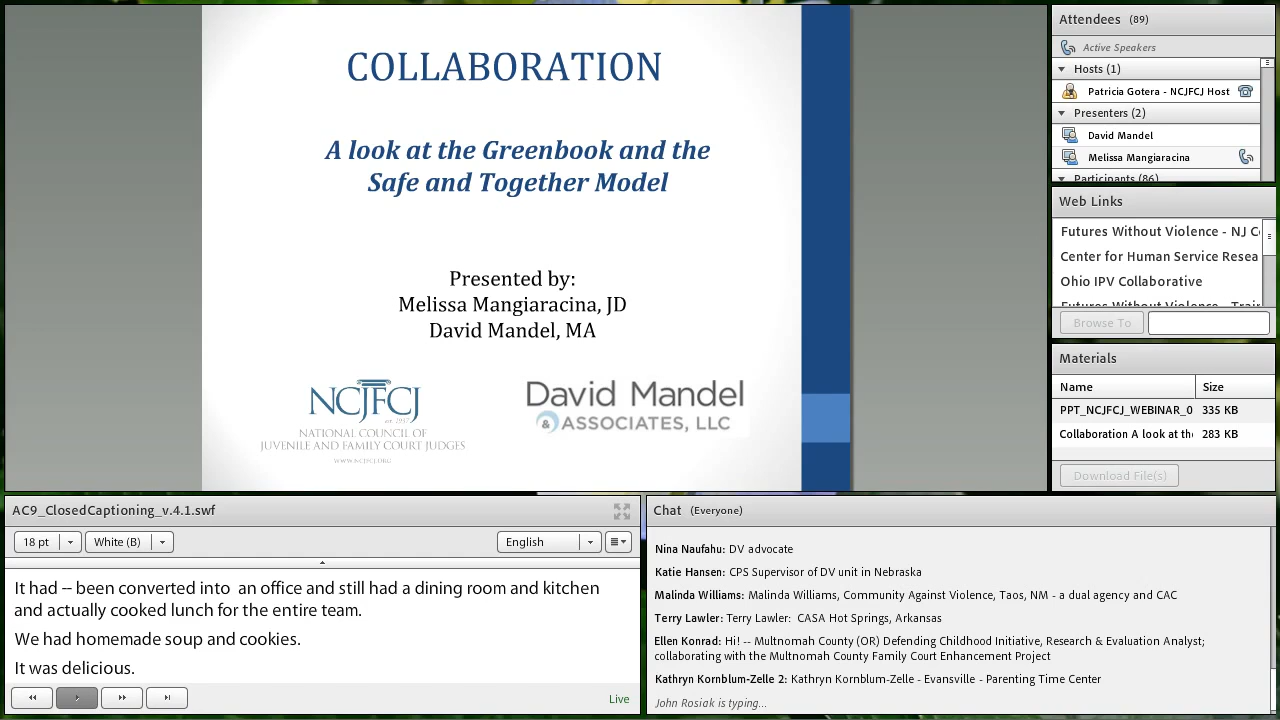 COLLABORATION
A look at the Greenbook and the
Safe and Together Model
Presented by:
Melissa Mangiaracina, JD
David Mandel, MA
NCJFCJ
est. 1937
NATIONAL COUNCIL OF
JUVENILE AND FAMILY COURT JUDGES
WWW.NCJFCJ.ORG
David Mandel
& ASSOCIATES, LLC
Attendees (89)
Active Speakers
Hosts (1)
Patricia Gotera - NCJFCJ Host
Presenters (2)
David Mandel
Melissa Mangiaracina
Participants (86)
Web Links
Futures Without Violence - NJ C
Center for Human Service Resea
Ohio IPV Collaborative
Futures Without Violence - Trai
Browse To
Materials
Name Size
PPT_NCJFCJ_WEBINAR_0 335 KB
Collaboration A look at the 283 KB
Download File(s)
AC9_ClosedCaptioning_v.4.1.swf
18 pt White (B) English
It had -- been converted into  an office and still had a dining room and kitchen
and actually cooked lunch for the entire team.
We had homemade soup and cookies.
It was delicious.
Live
Chat (Everyone)
Nina Naufahu: DV advocate
Katie Hansen: CPS Supervisor of DV unit in Nebraska
Malinda Williams: Malinda Williams, Community Against Violence, Taos, NM - a dual agency and CAC
Terry Lawler: Terry Lawler:  CASA Hot Springs, Arkansas
Ellen Konrad: Hi! -- Multnomah County (OR) Defending Childhood Initiative, Research & Evaluation Analyst;
collaborating with the Multnomah County Family Court Enhancement Project
Kathryn Kornblum-Zelle 2: Kathryn Kornblum-Zelle - Evansville - Parenting Time Center
John Rosiak is typing...